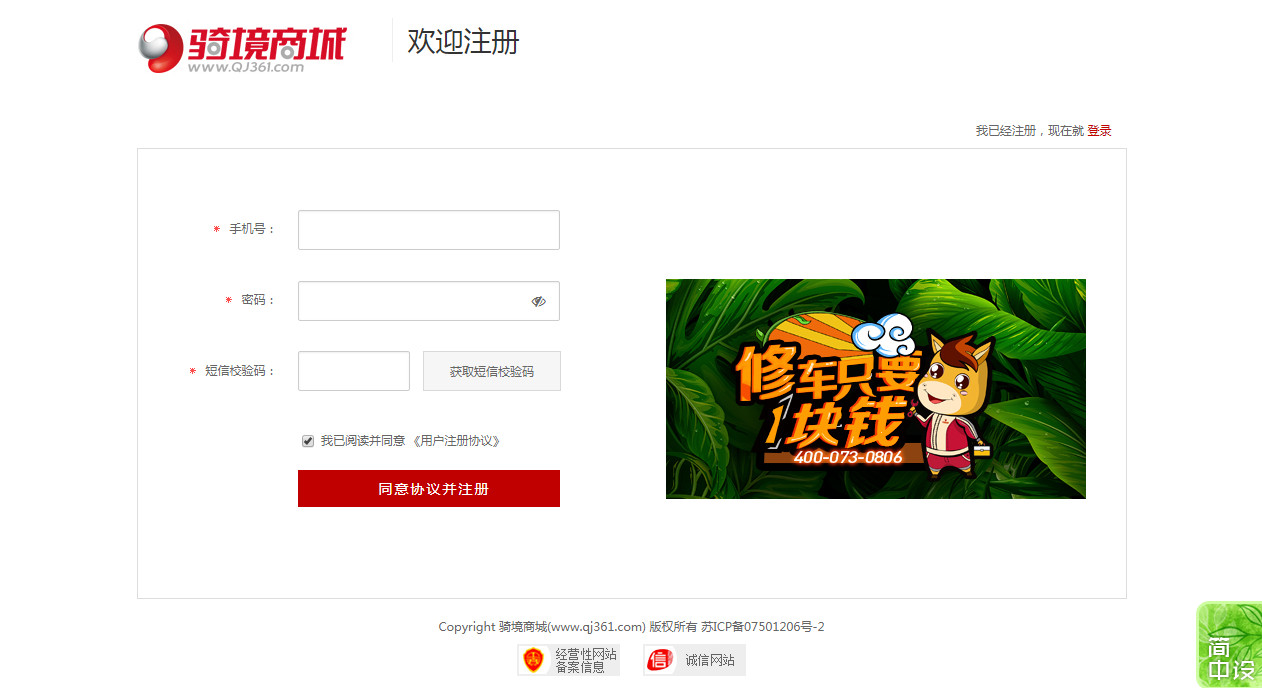 骑境商城
www.QJ361.com
欢迎注册
我已经注册，现在就 登录
* 手机号：
* 密码：
* 短信校验码：
获取短信校验码
我已阅读并同意 《用户注册协议》
同意协议并注册
修车只要
1块钱
400-073-0806
Copyright 骑境商城(www.qj361.com) 版权所有 苏ICP备07501206号-2
经营性网站
备案信息
信
诚信网站
简
中设